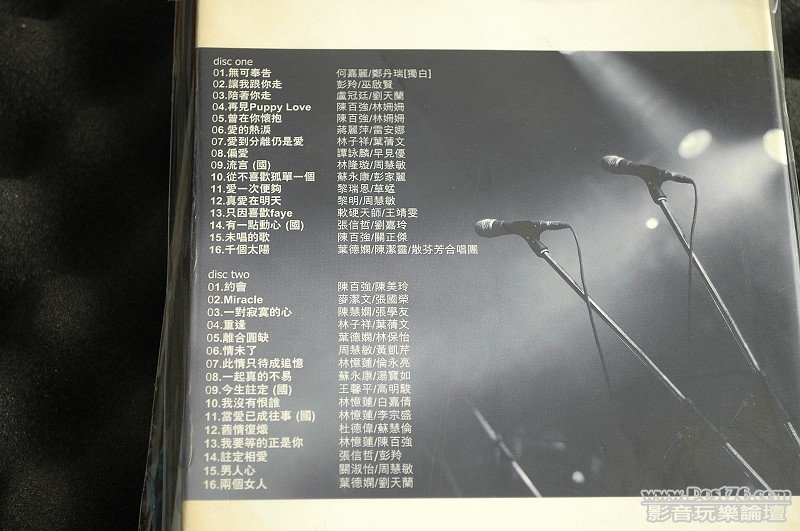 disc one
01.無可奉告 何嘉麗/鄭丹瑞[獨白]
02.讓我跟你走 彭羚/巫啟賢
03.陪著你走 盧冠廷/劉天蘭
04.再見Puppy Love 陳百強/林姍姍
05.曾在你懷抱 陳百強/林姍姍
06.愛的熱淚 蔣麗萍/雷安娜
07.愛到分離仍是愛 林子祥/葉蒨文
08.偏愛 譚詠麟/早見優
09.流言 (國) 林隆璇/周慧敏
10.從不喜歡孤單一個 蘇永康/彭家麗
11.愛一次便夠 黎瑞恩/草蜢
12.真愛在明天 黎明/周慧敏
13.只因喜歡faye 軟硬天師/王靖雯
14.有一點動心 (國) 張信哲/劉嘉玲
15.未唱的歌 陳百強/關正傑
16.千個太陽 葉德嫻/陳潔靈/散芬芳合唱團
disc two
01.約會 陳百強/陳美玲
02.Miracle 麥潔文/張國榮
03.一對寂寞的心 陳慧嫻/張學友
04.重逢 林子祥/葉蒨文
05.離合圓缺 葉德嫻/林保怡
06.情未了 周慧敏/黃凱芹
07.此情只待成追憶 林憶蓮/倫永亮
08.一起真的不易 蘇永康/湯寶如
09.今生註定 (國) 王馨平/高明駿
10.我沒有恨誰 林憶蓮/白嘉倩
11.當愛已成往事 (國) 林憶蓮/李宗盛
12.舊情復熾 杜德偉/蘇慧倫
13.我要等的正是你 林憶蓮/陳百強
14.註定相愛 張信哲/彭羚
15.男人心 關淑怡/周慧敏
16.兩個女人 葉德嫻/劉天蘭
www.Post76.com
影音玩樂論壇